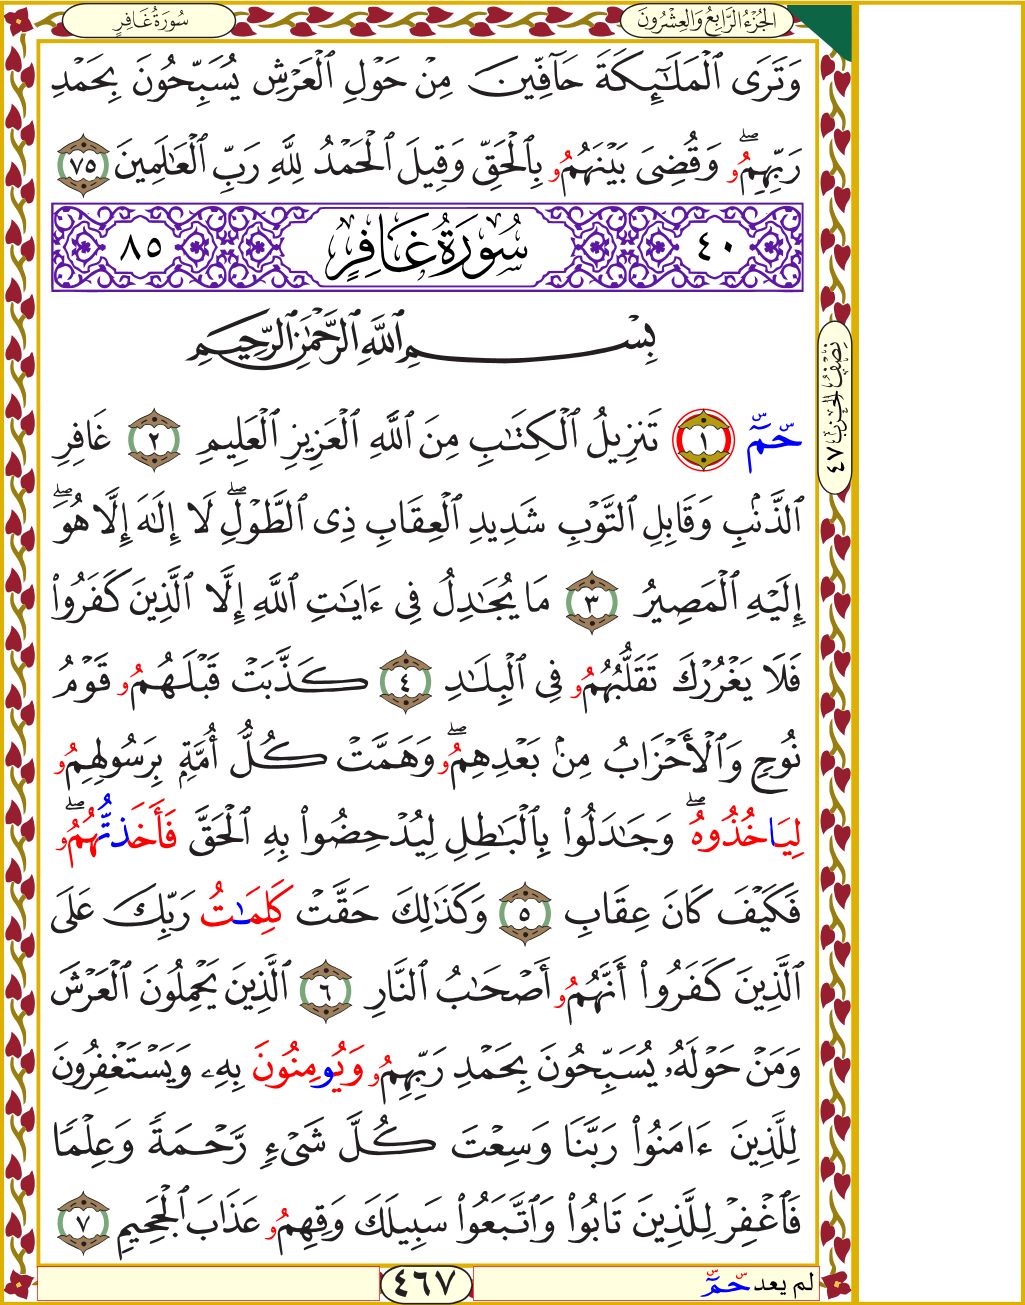 الجُزْءُ الرَّابِعُ وَالعِشْرُونَ
سُورَةُ غَافِرٍ
وَتَرَى ٱلْمَلَٰٓئِكَةَ حَآفِّينَ مِنْ حَوْلِ ٱلْعَرْشِ يُسَبِّحُونَ بِحَمْدِ
رَبِّهِمُۥۖ وَقُضِىَ بَيْنَهُمُۥ بِٱلْحَقِّ وَقِيلَ ٱلْحَمْدُ لِلَّهِ رَبِّ ٱلْعَٰلَمِينَ ٧٥
٤٠ سُورَةُ غَافِرٍ ٨٥
بِسْمِ ٱللَّهِ ٱلرَّحْمَٰنِ ٱلرَّحِيمِ
حٓمٓ ١ تَنزِيلُ ٱلْكِتَٰبِ مِنَ ٱللَّهِ ٱلْعَزِيزِ ٱلْعَلِيمِ ٢ غَافِرِ
ٱلذَّنۢبِ وَقَابِلِ ٱلتَّوْبِ شَدِيدِ ٱلْعِقَابِ ذِى ٱلطَّوْلِۖ لَا إِلَٰهَ إِلَّا هُوَۖ
إِلَيْهِ ٱلْمَصِيرُ ٣ مَا يُجَٰدِلُ فِى ءَايَٰتِ ٱللَّهِ إِلَّا ٱلَّذِينَ كَفَرُوا۟
فَلَا يَغْرُرْكَ تَقَلُّبُهُمُۥ فِى ٱلْبِلَٰدِ ٤ كَذَّبَتْ قَبْلَهُمُۥ قَوْمُ
نُوحٍ وَٱلْأَحْزَابُ مِنۢ بَعْدِهِمُۥۖ وَهَمَّتْ كُلُّ أُمَّةٍۭ بِرَسُولِهِمُۥ
لِيَاخُذُوهُۖ وَجَٰدَلُوا۟ بِٱلْبَٰطِلِ لِيُدْحِضُوا۟ بِهِ ٱلْحَقَّ فَأَخَذتُّهُمُۥۖ
فَكَيْفَ كَانَ عِقَابِ ٥ وَكَذَٰلِكَ حَقَّتْ كَلِمَٰتُ رَبِّكَ عَلَى
ٱلَّذِينَ كَفَرُوا۟ أَنَّهُمُۥ أَصْحَٰبُ ٱلنَّارِ ٦ ٱلَّذِينَ يَحْمِلُونَ ٱلْعَرْشَ
وَمَنْ حَوْلَهُۥ يُسَبِّحُونَ بِحَمْدِ رَبِّهِمُۥ وَيُومِنُونَ بِهِۦ وَيَسْتَغْفِرُونَ
لِلَّذِينَ ءَامَنُوا۟ رَبَّنَا وَسِعْتَ كُلَّ شَىْءٍ رَّحْمَةً وَعِلْمًا
فَٱغْفِرْ لِلَّذِينَ تَابُوا۟ وَٱتَّبَعُوا۟ سَبِيلَكَ وَقِهِمُۥ عَذَابَ ٱلْجَحِيمِ ٧
نِصْفُ الحِزْبِ ٤٧
لم يعد حٓمٓ
٤٦٧